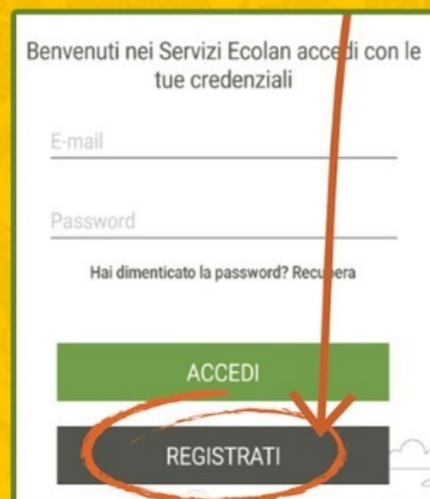 Benvenuti nei Servizi Ecolan accedi con le
tue credenziali
E-mail
Password
Hai dimenticato la password? Recupera
ACCEDI
REGISTRATI